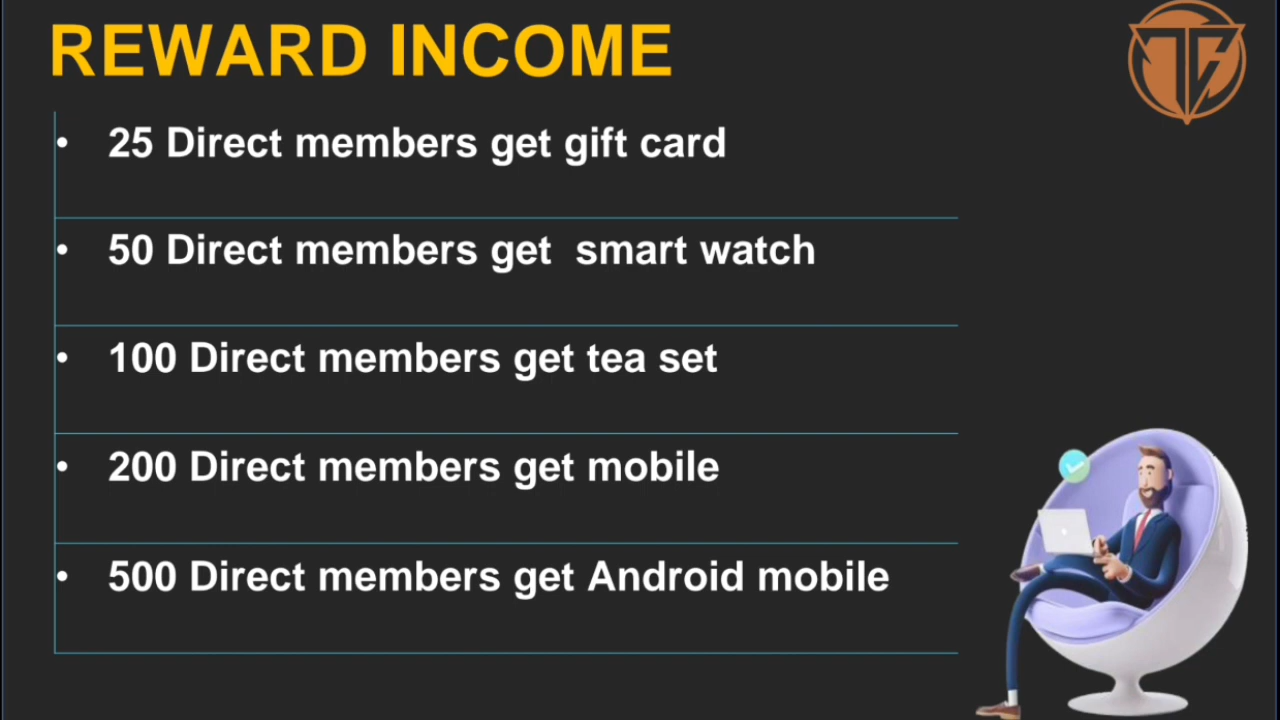 REWARD INCOME
• 25 Direct members get gift card
• 50 Direct members get  smart watch
• 100 Direct members get tea set
• 200 Direct members get mobile
• 500 Direct members get Android mobile